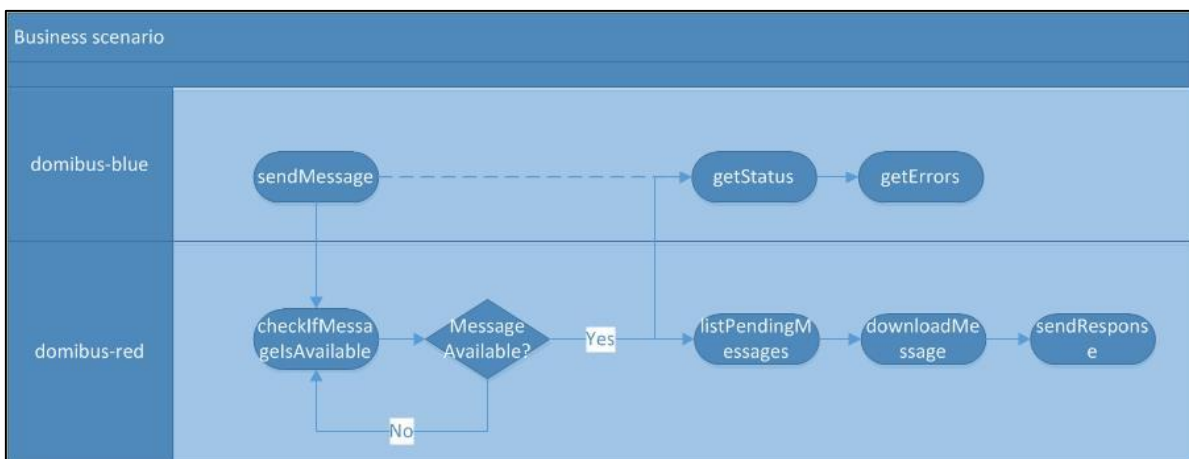 Business scenario
domibus-blue
sendMessage
getStatus
getErrors
domibus-red
checkIfMessa
geIsAvailable
Message
Available?
Yes
listPendingM
essages
downloadMe
ssage
sendRespons
e
No